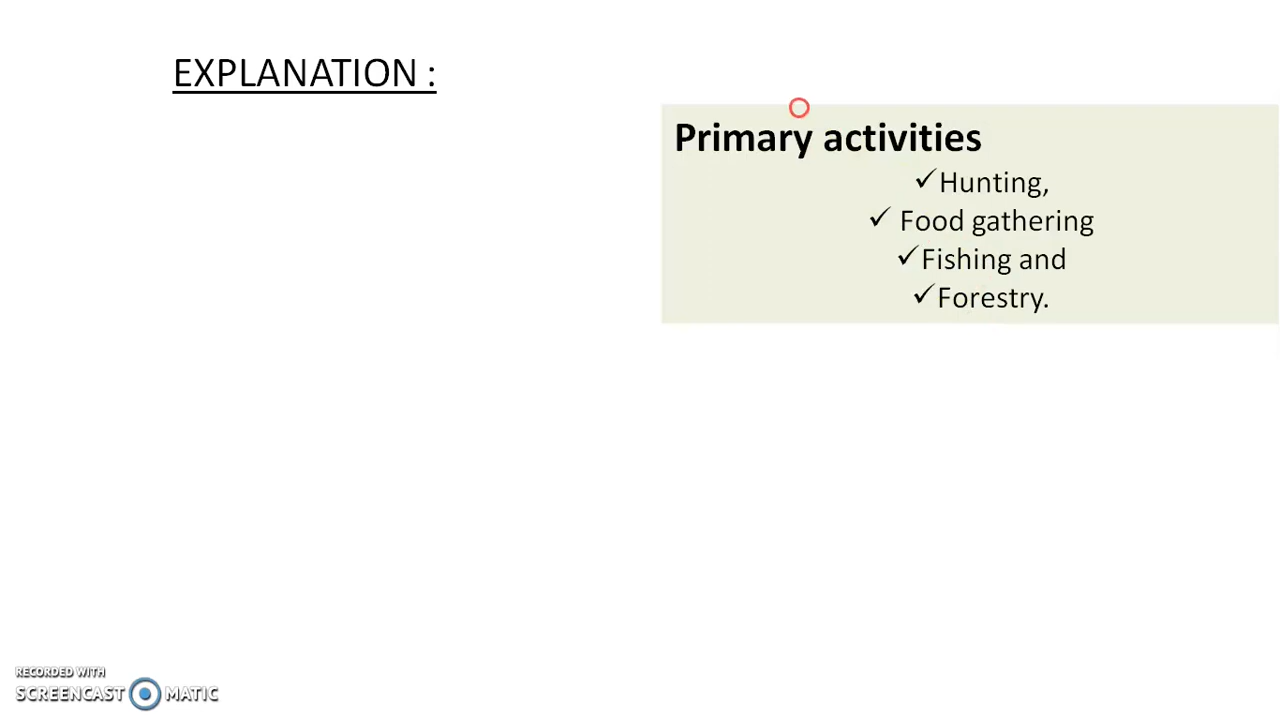 EXPLANATION :
Primary activities
✓Hunting,
✓ Food gathering
✓Fishing and
✓Forestry.
RECORDED WITH
SCREENCAST MATIC